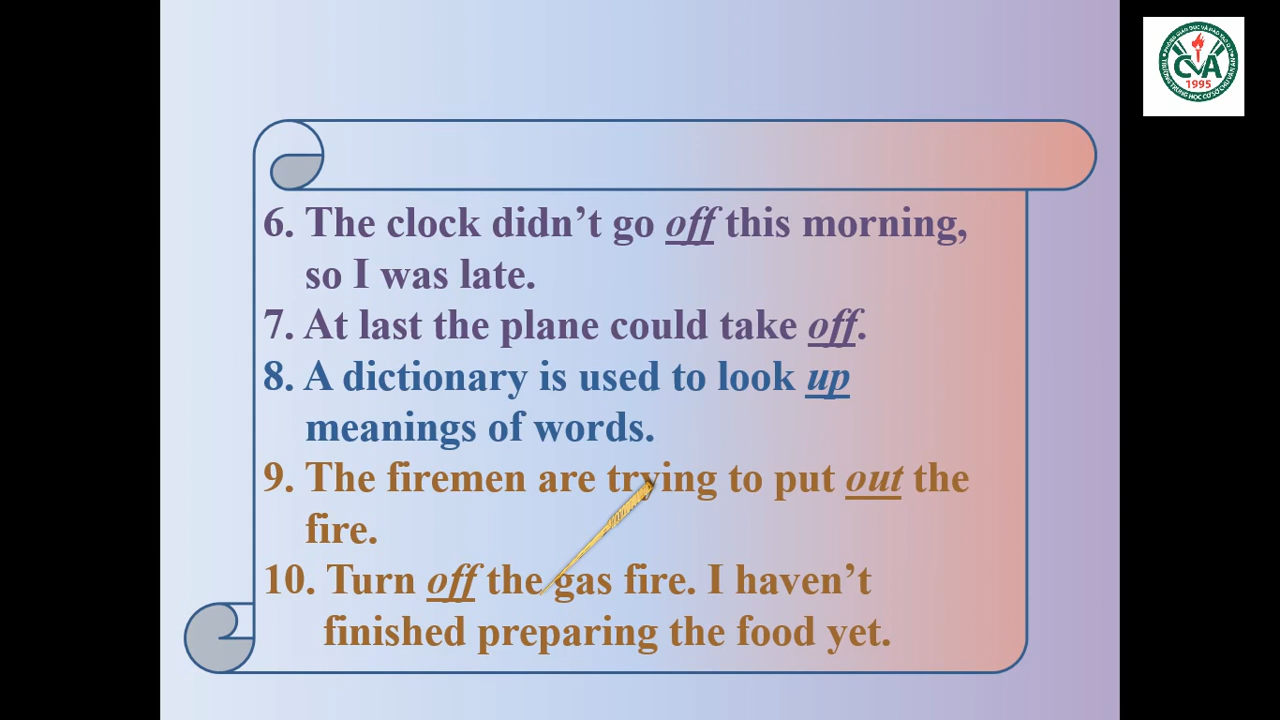 6. The clock didn’t go off this morning,
so I was late.
7. At last the plane could take off.
8. A dictionary is used to look up
meanings of words.
9. The firemen are trying to put out the
fire.
10. Turn off the gas fire. I haven’t
finished preparing the food yet.
CVA
1995